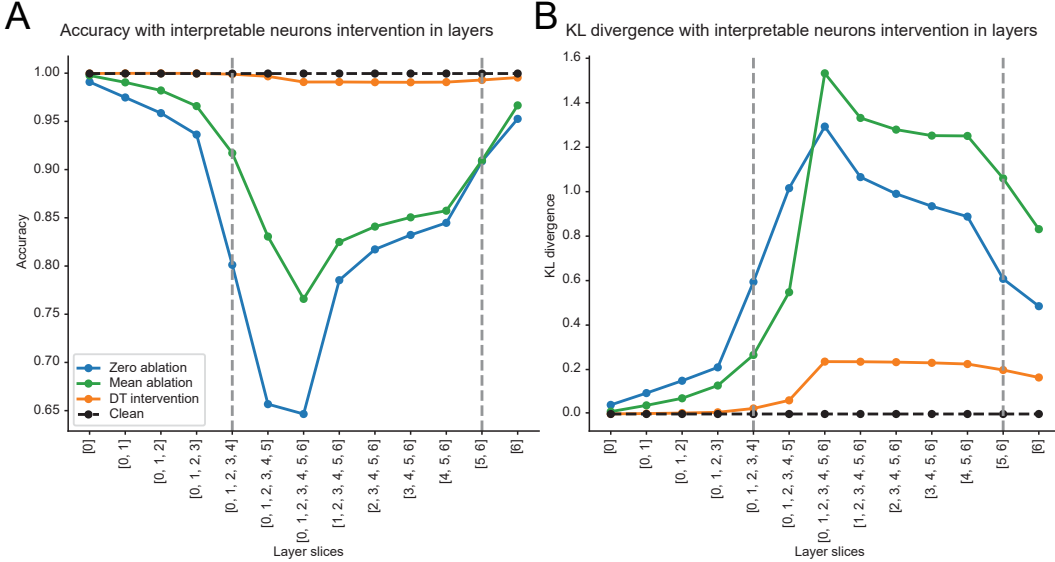 A
Accuracy with interpretable neurons intervention in layers
1.00
0.95
0.90
0.85
0.80
0.75
0.70
0.65
Accuracy
Zero ablation
Mean ablation
DT intervention
Clean
[0]
[0, 1]
[0, 1, 2]
[0, 1, 2, 3]
[0, 1, 2, 3, 4]
[0, 1, 2, 3, 4, 5]
[0, 1, 2, 3, 4, 5, 6]
[1, 2, 3, 4, 5, 6]
[2, 3, 4, 5, 6]
[3, 4, 5, 6]
[4, 5, 6]
[5, 6]
[6]
Layer slices
B
KL divergence with interpretable neurons intervention in layers
1.6
1.4
1.2
1.0
0.8
0.6
0.4
0.2
0.0
KL divergence
[0]
[0, 1]
[0, 1, 2]
[0, 1, 2, 3]
[0, 1, 2, 3, 4]
[0, 1, 2, 3, 4, 5]
[0, 1, 2, 3, 4, 5, 6]
[1, 2, 3, 4, 5, 6]
[2, 3, 4, 5, 6]
[3, 4, 5, 6]
[4, 5, 6]
[5, 6]
[6]
Layer slices